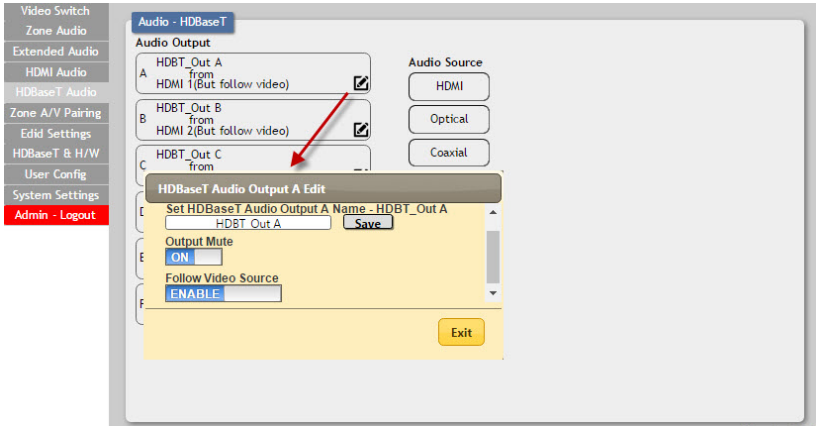 Video Switch
Zone Audio
Extended Audio
HDMI Audio
HDBaseT Audio
Zone A/V Pairing
Edid Settings
HDBaseT & H/W
User Config
System Settings
Admin - Logout
Audio - HDBaseT
Audio Output
A
HDBT_Out A
from
HDMI 1(But follow video)
B
HDBT_Out B
from
HDMI 2(But follow video)
C
HDBT_Out C
from
D
E
F
Audio Source
HDMI
Optical
Coaxial
HDBaseT Audio Output A Edit
Set HDBaseT Audio Output A Name - HDBT_Out A
HDBT_Out A
Save
Output Mute
ON
Follow Video Source
ENABLE
Exit